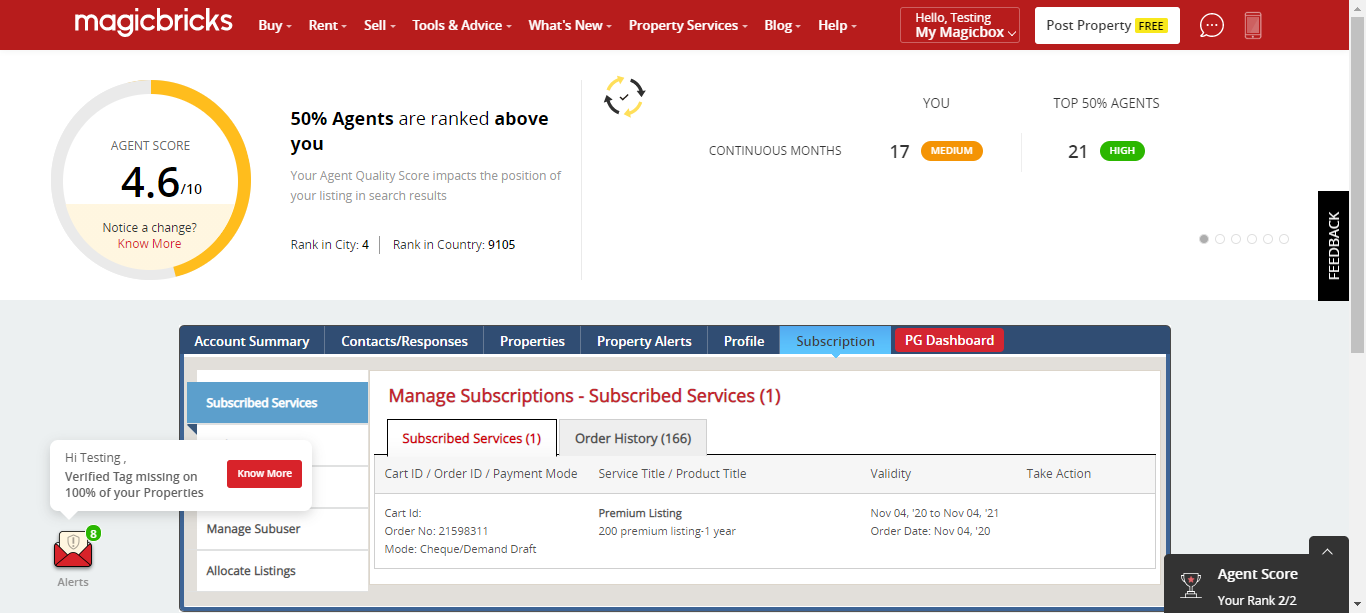 magicbricks
Buy Rent Sell Tools & Advice What's New Property Services Blog Help
Hello, Testing
My Magicbox
Post Property FREE
AGENT SCORE
4.6/10
Notice a change?
Know More
50% Agents are ranked above
you
Your Agent Quality Score impacts the position of
your listing in search results
Rank in City: 4 Rank in Country: 9105
YOU TOP 50% AGENTS
CONTINUOUS MONTHS 17 MEDIUM 21 HIGH
FEEDBACK
Account Summary Contacts/Responses Properties Property Alerts Profile Subscription PG Dashboard
Subscribed Services
Manage Subuser
Allocate Listings
Manage Subscriptions - Subscribed Services (1)
Subscribed Services (1) Order History (166)
Cart ID / Order ID / Payment Mode Service Title / Product Title Validity Take Action
Cart Id: Premium Listing Nov 04, '20 to Nov 04, '21
Order No: 21598311 200 premium listing-1 year Order Date: Nov 04, '20
Mode: Cheque/Demand Draft
Hi Testing ,
Verified Tag missing on
100% of your Properties
Know More
8
Alerts
Agent Score
Your Rank 2/2